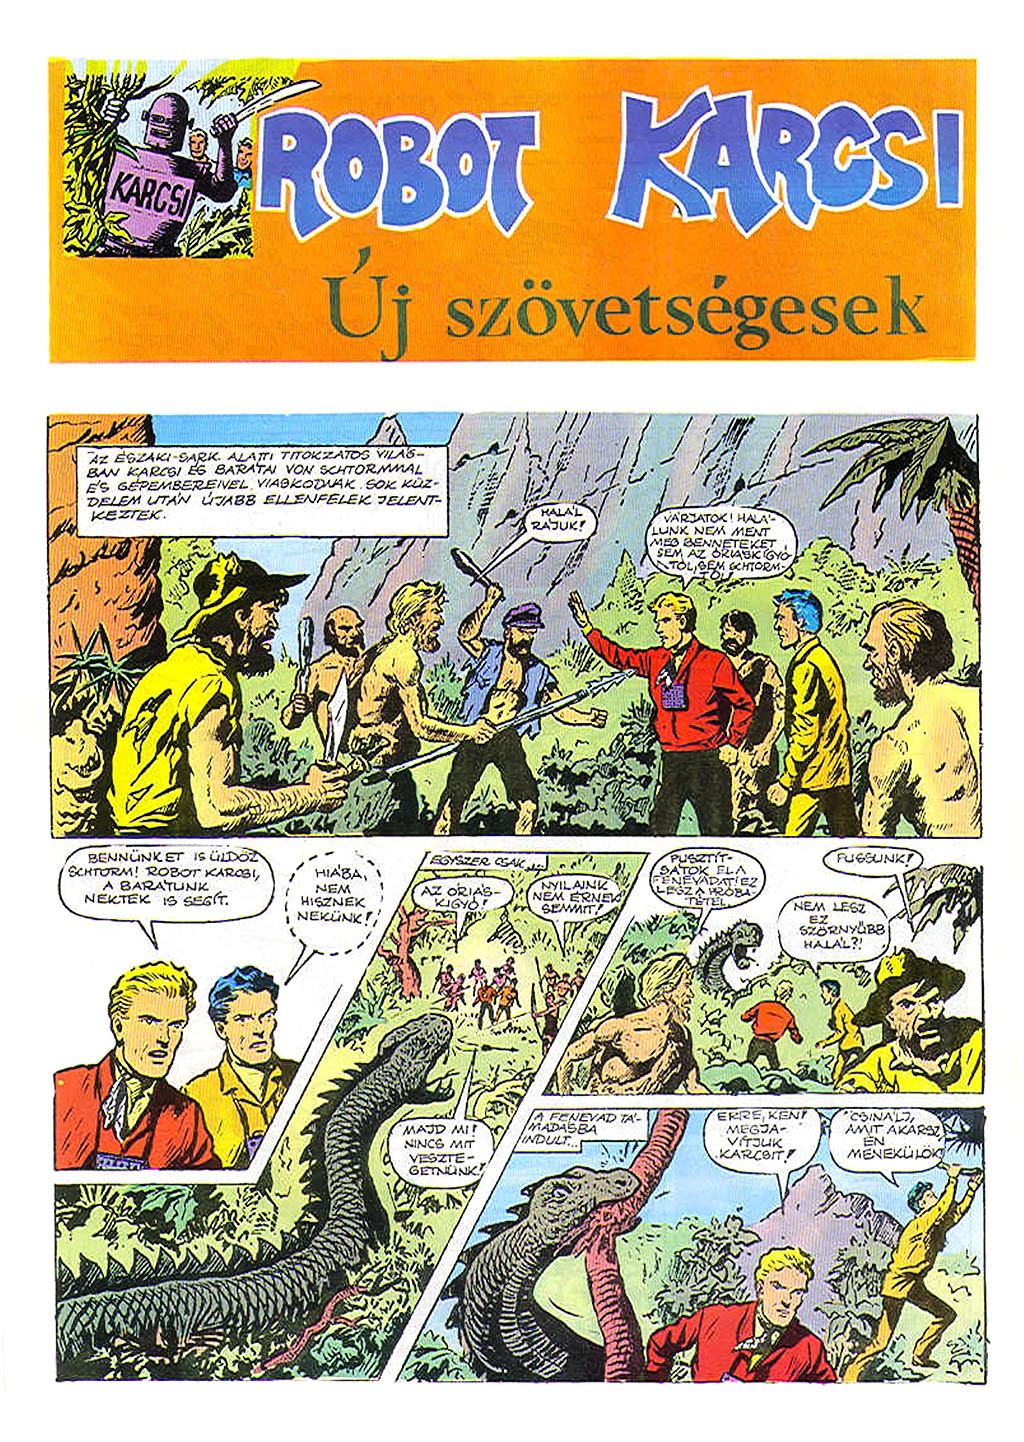 KARCSI
ROBOT KARCSI
Új szövetségesek
AZ ÉSZAKI-SARK ALATTI TITOKZATOS VILÁG-
BAN KARCSI ÉS BARÁTAI VON SCHTORMMAL
ÉS GÉPEMBEREIVEL VIASKODNAK. SOK KÜZ-
DELEM UTÁN ÚJABB ELLENFELEK JELENT-
KEZTEK.
HALÁL
RÁJUK!
VÁRJATOK! HALÁ-
LUNK NEM MENT
MEG BENNETEKET
SEM AZ ÓRIÁSKÍGYÓ-
TÓL, SEM SCHTORM-
TÓL!
BENNÜNKET IS ÜLDÖZ
SCHTORM! ROBOT KARCSI,
A BARÁTUNK
NEKTEK IS SEGÍT.
HIÁBA,
NEM
HISZNEK
NEKÜNK!
EGYSZER CSAK...
AZ ÓRIÁS-
KÍGYÓ!
NYILAINK
NEM ÉRNEK
SEMMIT!
MAJD MI!
NINCS MIT
VESZTE-
GETNÜNK!
PUSZTÍT-
SÁTOK EL A
FENEVADAT! EZ
LESZ A PRÓBA-
TÉTEL.
NEM LESZ
EZ
SZÖRNYŰBB
HALÁL?!
FUSSUNK!
A FENEVAD TÁ-
MADÁSBA
INDULT...
ERRE, KEN!
MEGJA-
VÍTJUK
KARCSIT!
CSINÁLJ,
AMIT AKARSZ,
ÉN
MENEKÜLÖK!